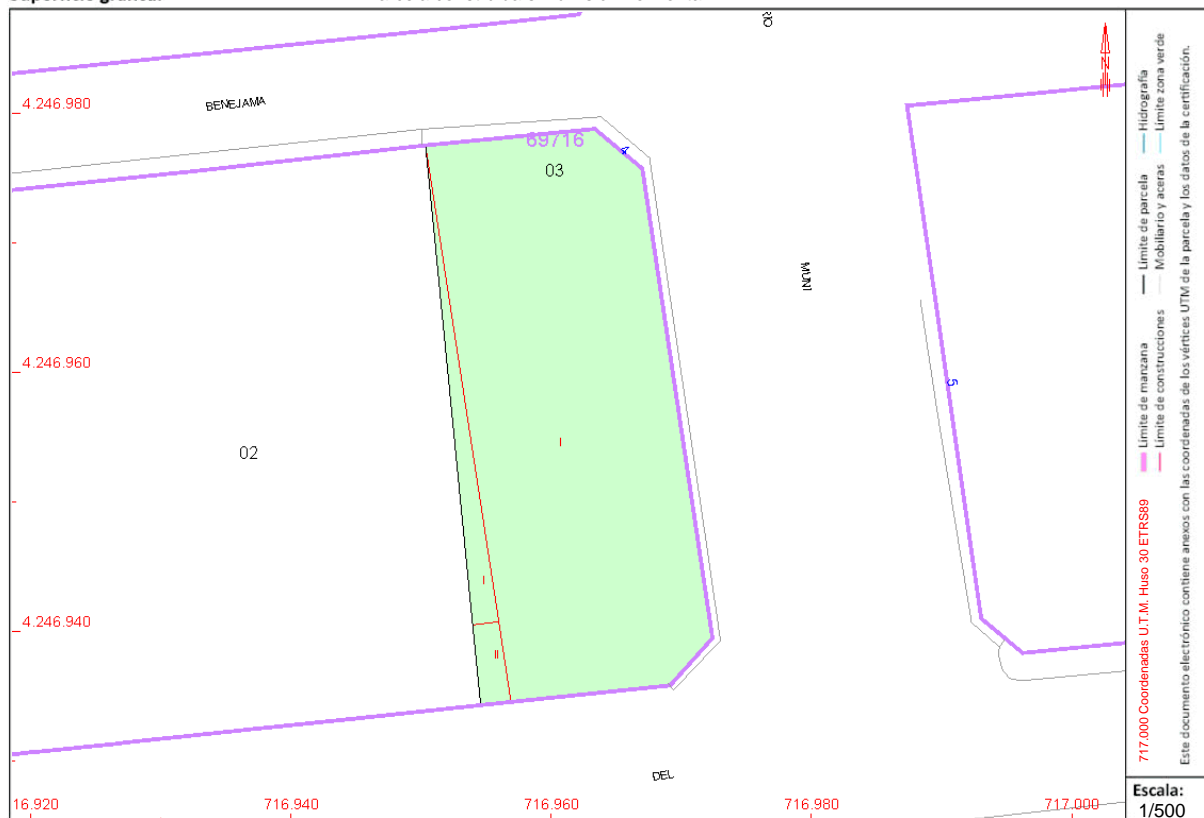 BENEJAMA
4.246.980
69716
4
03
MUNI
4.246.960
5
I
02
I
4.246.940
II
DEL
16.920
716.940
716.960
716.980
717.000
Límite de manzana
Límite de parcela
Hidrografía
Límite de construcciones
Mobiliario y aceras
Límite zona verde
717.000 Coordenadas U.T.M. Huso 30 ETRS89
Este documento electrónico contiene anexos con las coordenadas de los vértices UTM de la parcela y los datos de la certificación.
N
Escala:
1/500